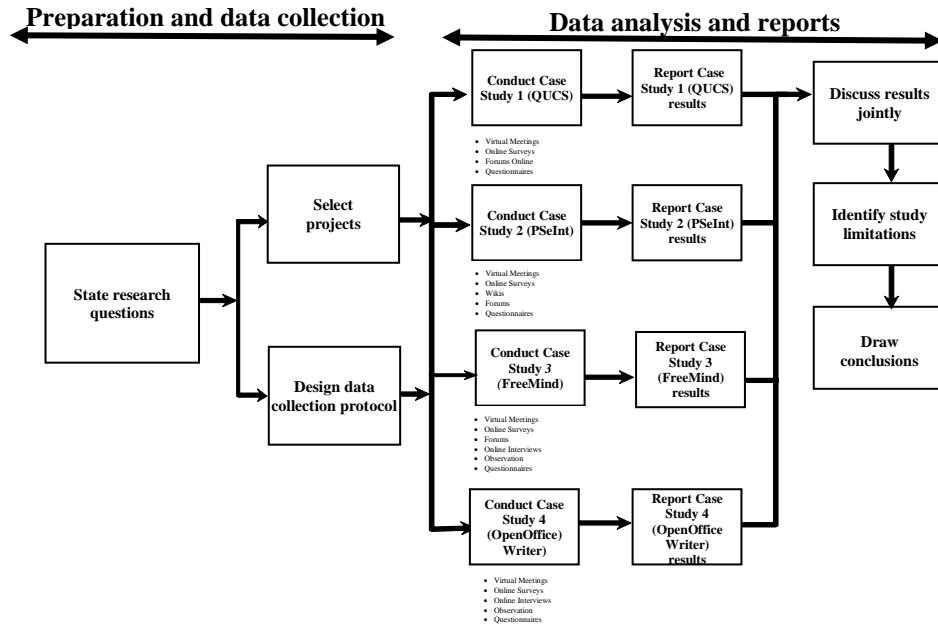 Preparation and data collection
Data analysis and reports
State research
questions
Select
projects
Design data
collection protocol
Conduct Case
Study 1 (QUCS)
• Virtual Meetings
• Online Surveys
• Forums Online
• Questionnaires
Report Case
Study 1 (QUCS)
results
Conduct Case
Study 2 (PSeInt)
• Virtual Meetings
• Online Surveys
• Wikis
• Forums
• Questionnaires
Report Case
Study 2 (PSeInt)
results
Conduct Case
Study 3
(FreeMind)
• Virtual Meetings
• Online Surveys
• Forums
• Online Interviews
• Observation
• Questionnaires
Report Case
Study 3
(FreeMind)
results
Conduct Case
Study 4
(OpenOffice)
Writer)
• Virtual Meetings
• Online Surveys
• Online Interviews
• Observation
• Questionnaires
Report Case
Study 4
(OpenOffice
Writer)
results
Discuss results
jointly
Identify study
limitations
Draw
conclusions